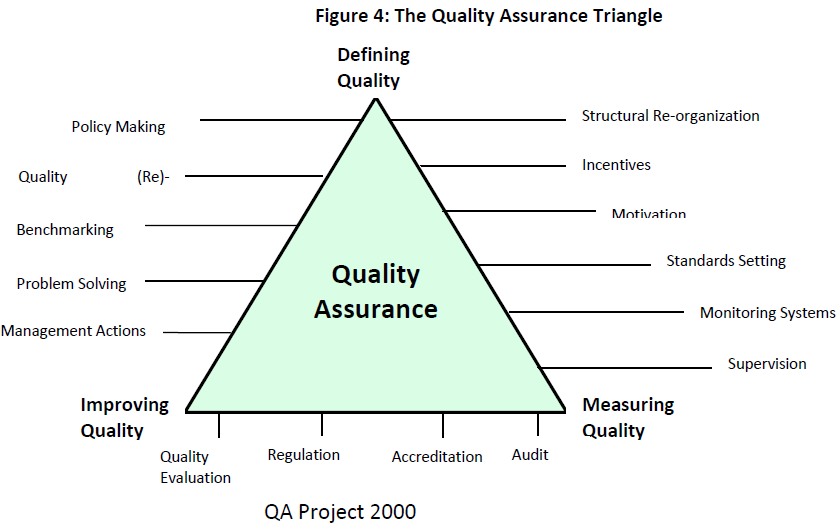 Figure 4: The Quality Assurance Triangle
Defining
Quality
Policy Making
Structural Re-organization
Quality (Re)-
Incentives
Benchmarking
Motivation
Problem Solving
Standards Setting
Quality
Assurance
Management Actions
Monitoring Systems
Supervision
Improving
Quality
Measuring
Quality
Quality
Evaluation
Regulation
Accreditation
Audit
QA Project 2000